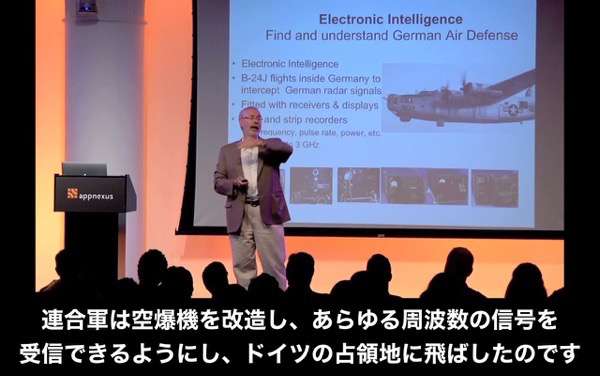 Electronic Intelligence
Find and understand German Air Defense
• Electronic Intelligence
• B-24J flights inside Germany to
intercept German radar signals
• Fitted with receivers & displays
and strip recorders
pulse rate, power, etc.
3 GHz
appnexus
連合軍は空爆機を改造し、あらゆる周波数の信号を
受信できるようにし、ドイツの占領地に飛ばしたのです